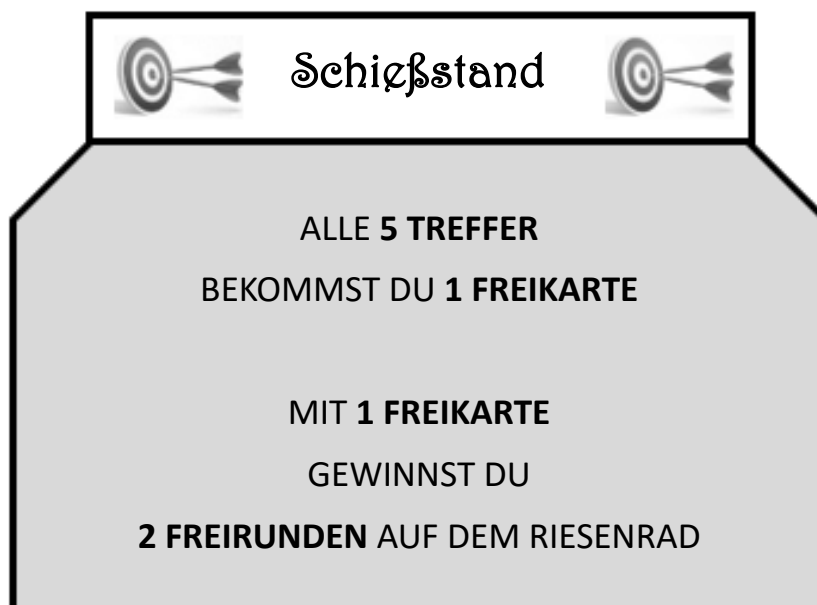 Schießstand
ALLE 5 TREFFER
BEKOMMST DU 1 FREIKARTE
MIT 1 FREIKARTE
GEWINNST DU
2 FREIRUNDEN AUF DEM RIESENRAD